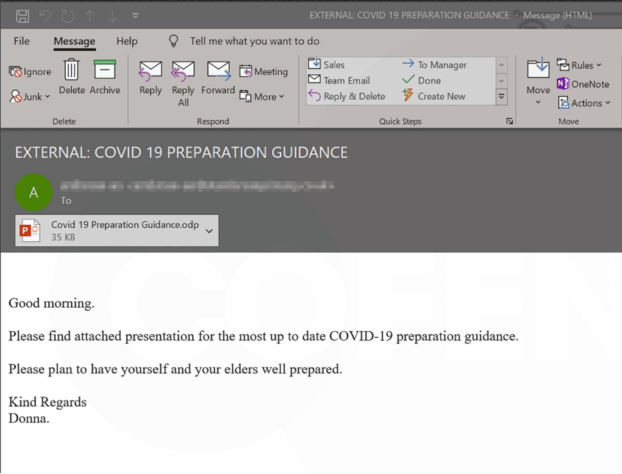 EXTERNAL: COVID 19 PREPARATION GUIDANCE - Message (HTML)
File Message Help Tell me what you want to do
Ignore
Junk
Delete
Archive
Reply
Reply All
Forward
Meeting
More
Sales
Team Email
Reply & Delete
To Manager
Done
Create New
Move
Rules
OneNote
Actions
Delete Respond Quick Steps Move
EXTERNAL: COVID 19 PREPARATION GUIDANCE
A
To
Covid 19 Preparation Guidance.odp
35 KB
Good morning.
Please find attached presentation for the most up to date COVID-19 preparation guidance.
Please plan to have yourself and your elders well prepared.
Kind Regards
Donna.